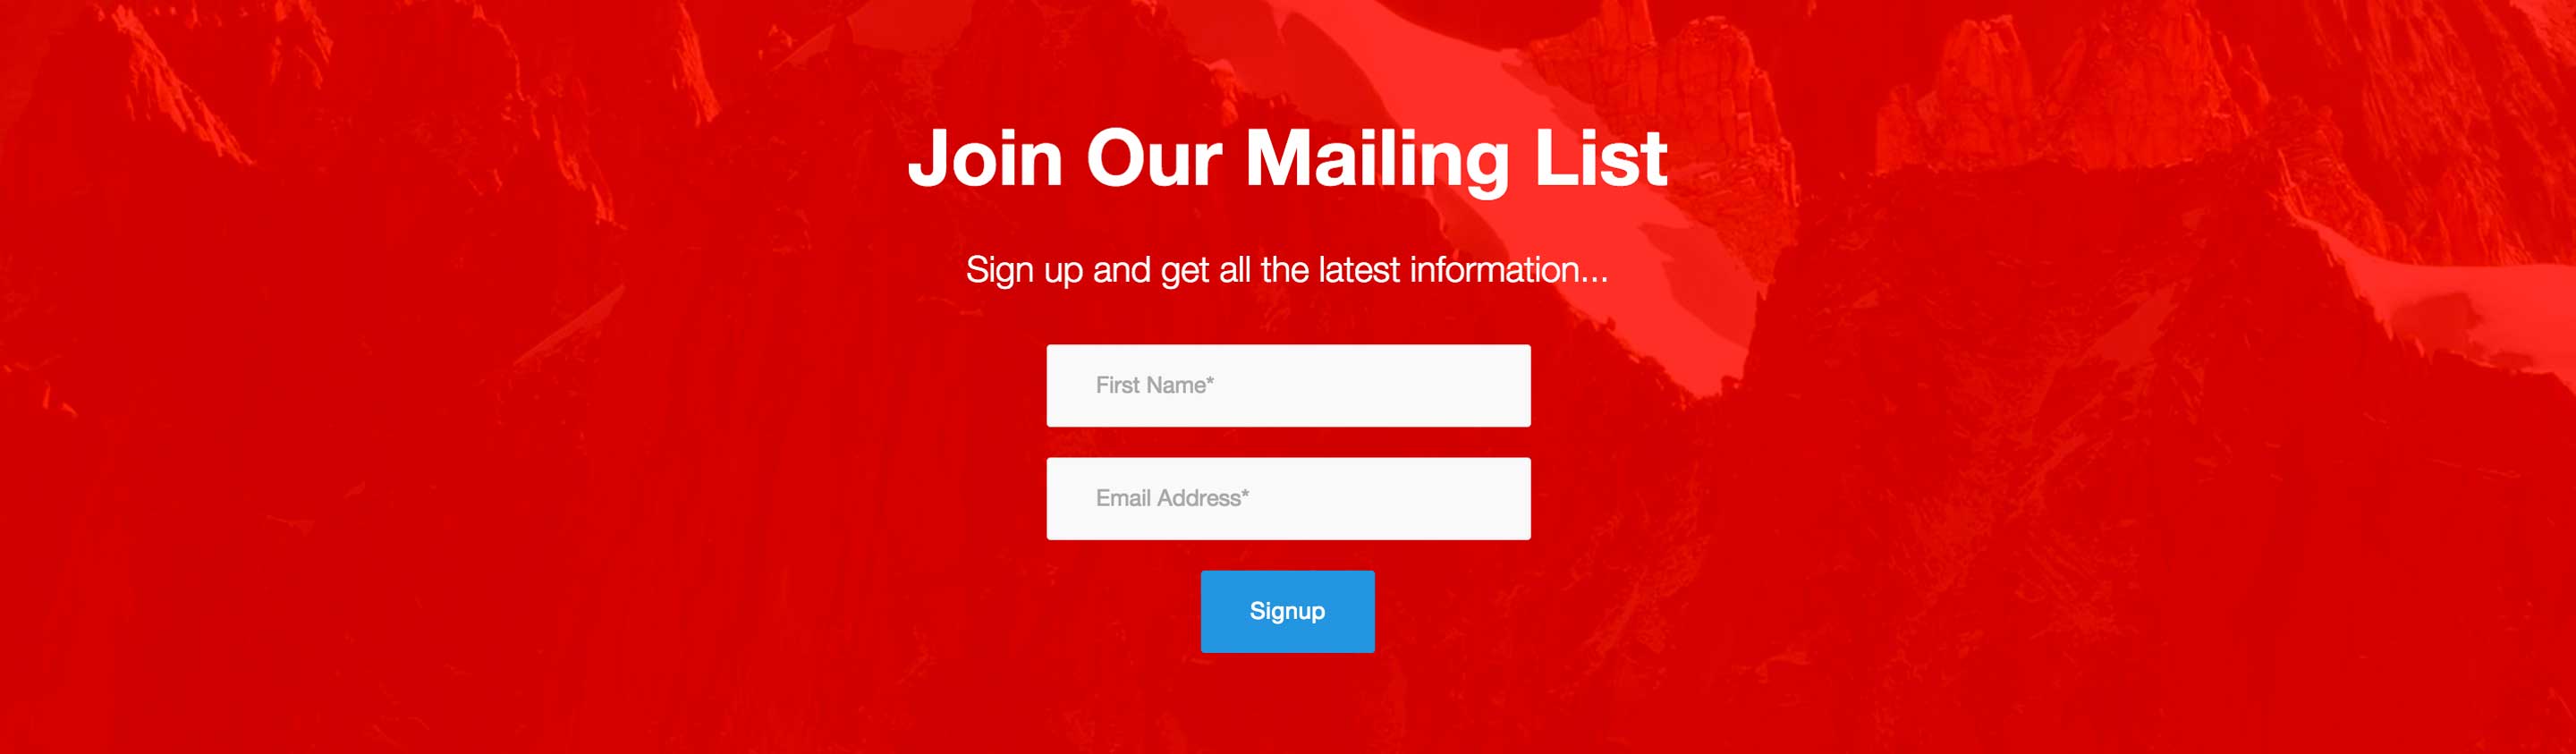 Join Our Mailing List
Sign up and get all the latest information...
First Name*
Email Address*
Signup